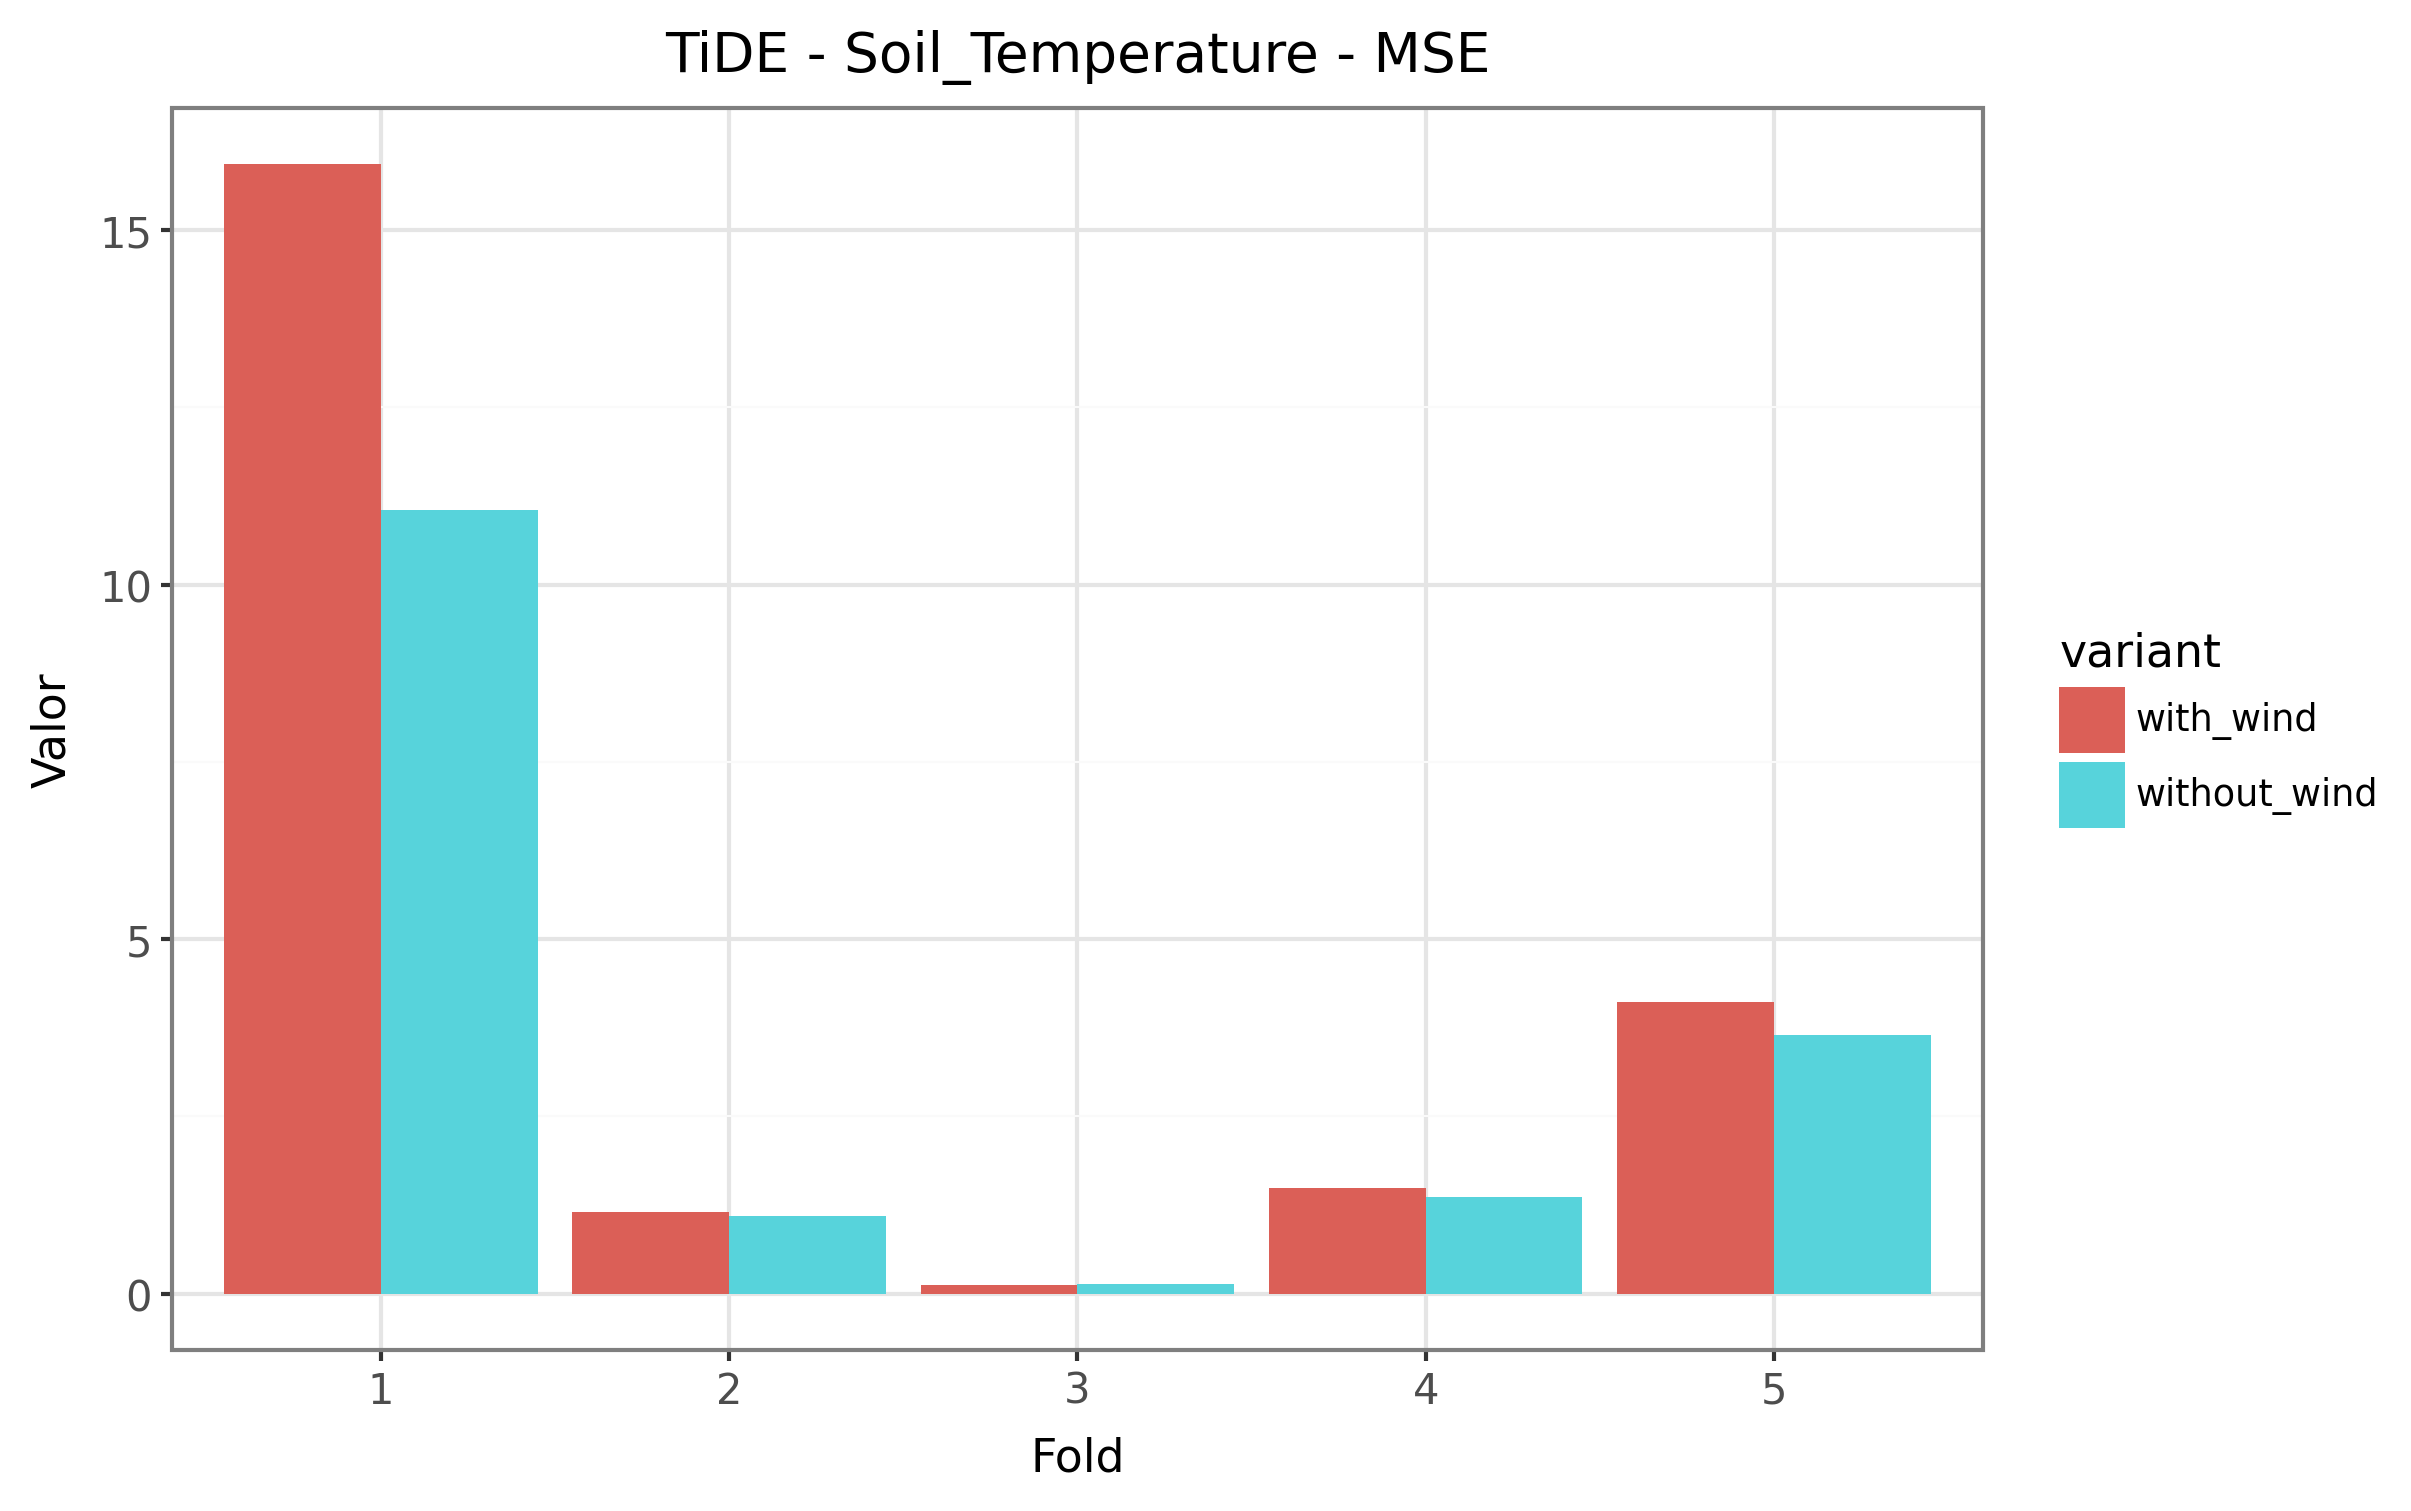 TiDE - Soil_Temperature - MSE
Valor
15
10
5
0
1 2 3 4 5
Fold
variant
with_wind
without_wind